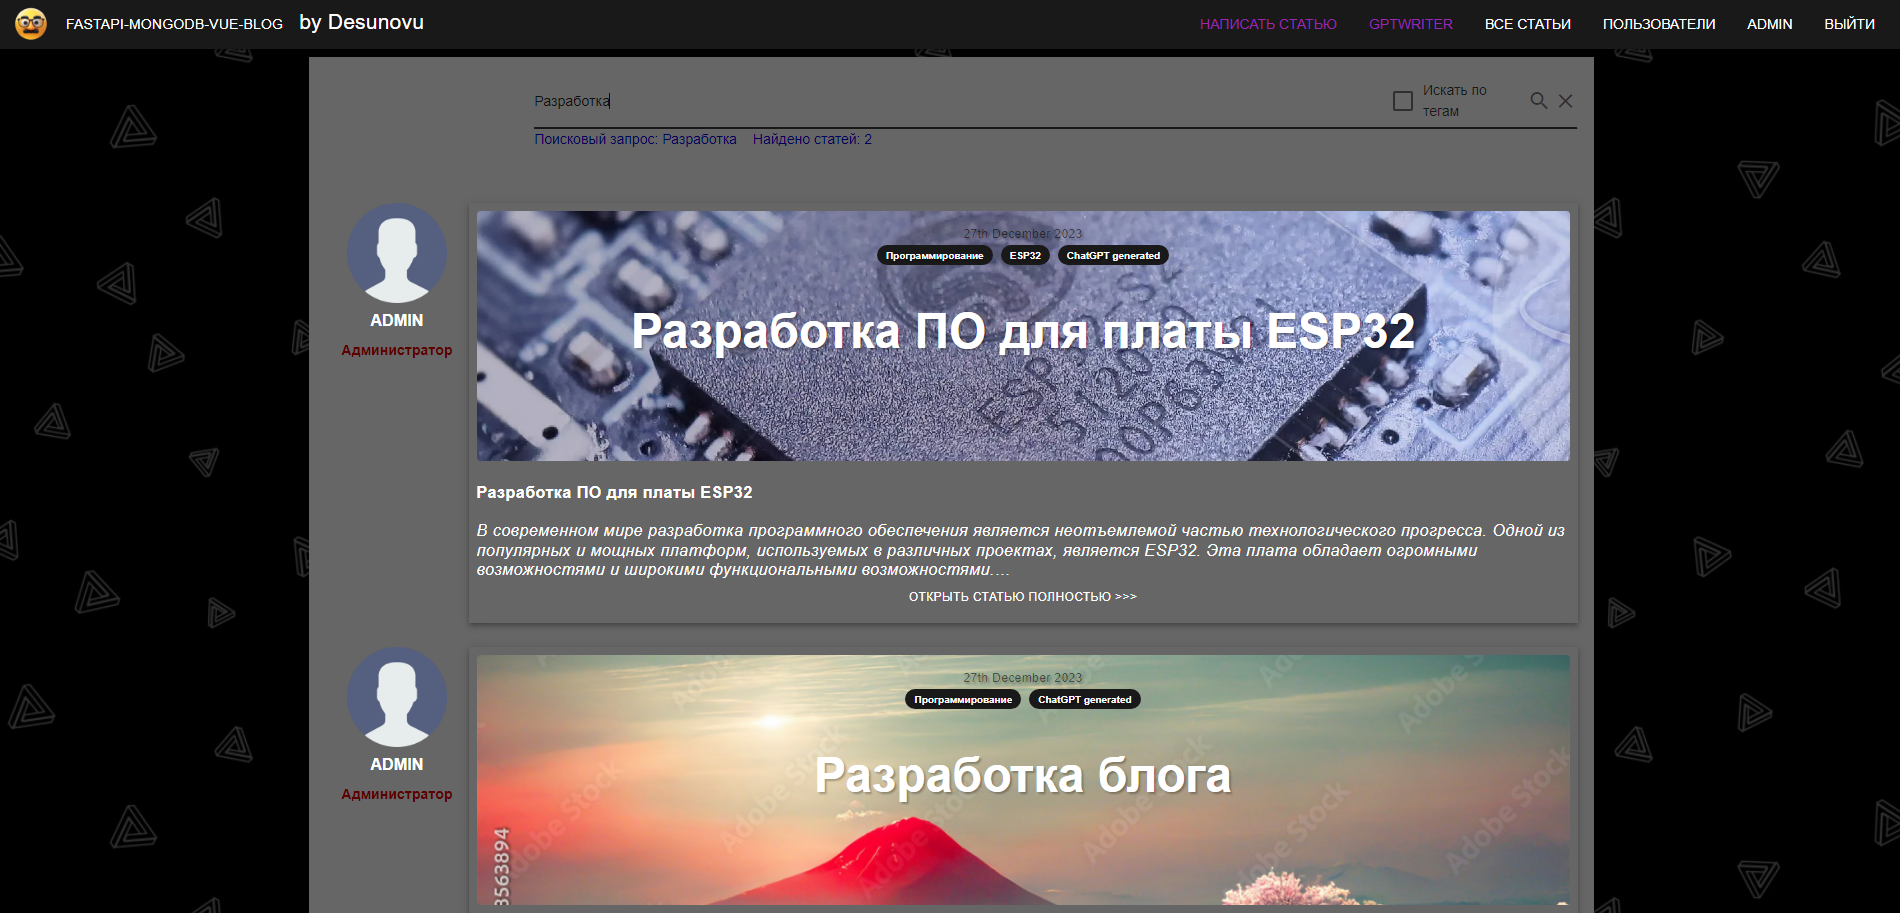 FASTAPI-MONGODB-VUE-BLOG by Desunovu НАПИСАТЬ СТАТЬЮ GPTWRITER ВСЕ СТАТЬИ ПОЛЬЗОВАТЕЛИ ADMIN ВЫЙТИ
Разработка
Искать по
тегам
Поисковый запрос: Разработка Найдено статей: 2
ADMIN
Администратор
27th December 2023
Программирование ESP32 ChatGPT generated
Разработка ПО для платы ESP32
Разработка ПО для платы ESP32
В современном мире разработка программного обеспечения является неотъемлемой частью технологического прогресса. Одной из
популярных и мощных платформ, используемых в различных проектах, является ESP32. Эта плата обладает огромными
возможностями и широкими функциональными возможностями....
ОТКРЫТЬ СТАТЬЮ ПОЛНОСТЬЮ >>>
ADMIN
Администратор
27th December 2023
Программирование ChatGPT generated
Разработка блога
Adobe Stock